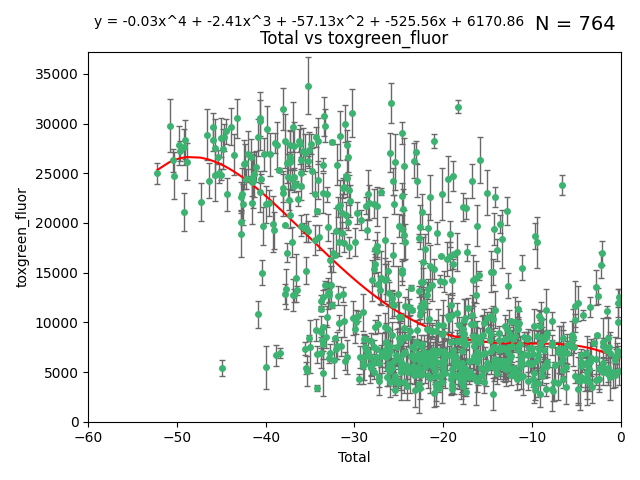 y = -0.03x^4 + -2.41x^3 + -57.13x^2 + -525.56x + 6170.86 N = 764
Total vs toxgreen_fluor
35000
30000
25000
20000
15000
10000
5000
0
toxgreen_fluor
−60 −50 −40 −30 −20 −10 0
Total